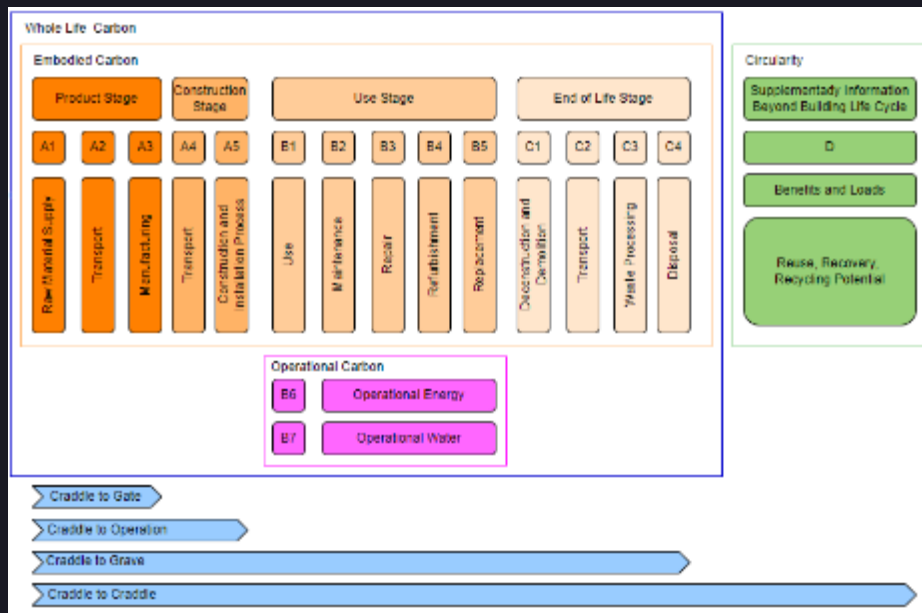 Whole Life Carbon
Embodied Carbon
Circularity
Product Stage
Construction
Stage
Use Stage
End of Life Stage
Supplementady Information
Beyond Building Life Cycle
A1
A2
A3
A4
A5
B1
B2
B3
B4
B5
C1
C2
C3
C4
D
Raw Material Supply
Transport
Manufacturing
Transport
Construction and
Installation Process
Use
Maintenance
Repair
Refurbishment
Replacement
Deconstruction and
Demolition
Transport
Waste Processing
Disposal
Benefits and Loads
Reuse, Recovery,
Recycling Potential
Operational Carbon
B6
Operational Energy
B7
Operational Water
Craddle to Gate
Craddle to Operation
Craddle to Grave
Craddle to Craddle